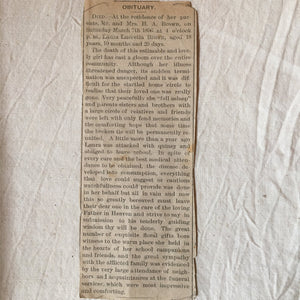 OBITUARY.
DIED.—At the residence of her par-
ents, Mr. and Mrs. H. A. Brown, on
Saturday March 7th 1896 at 4 o'clock
p. m., Laura Brown, aged 18
years, 10 months and 29 days.
The death of this estimable and love-
ly girl has cast a gloom over the entire
community. Although her illness
threatened danger, its sudden termi-
nation was unexpected and it was dif-
ficult for the startled home circle to
realize that their loved one was really
gone. Very peacefully she "fell asleep"
and parents sisters and brothers with
a large circle of relatives and friends
are left with only fond memories and
the comforting hope that some time
the broken tie will be permanently re-
united. A little more than a year ago
Laura was attacked with quinsy and
obliged to leave school. In spite of
every care and the best medical atten-
dance to be obtained, the disease de-
veloped into consumption, everything
that love could suggest or cautious
watchfullness could provide was done
in her behalf but all in vain and now
this so greatly bereaved must leave
their dear one in the care of the loving
Father in Heaven and strive to say in
submission to his tenderly guiding
wisdom thy will be done. The great
number of exquisite floral gifts bore
witness to the warm place she held in
the hearts of her school companions
and friends, and the great sympathy
with the afflicted family was evidenced
by the very large attendance of neigh-
bors and acquaintances at the funeral
service, which were most impressive
and comforting.